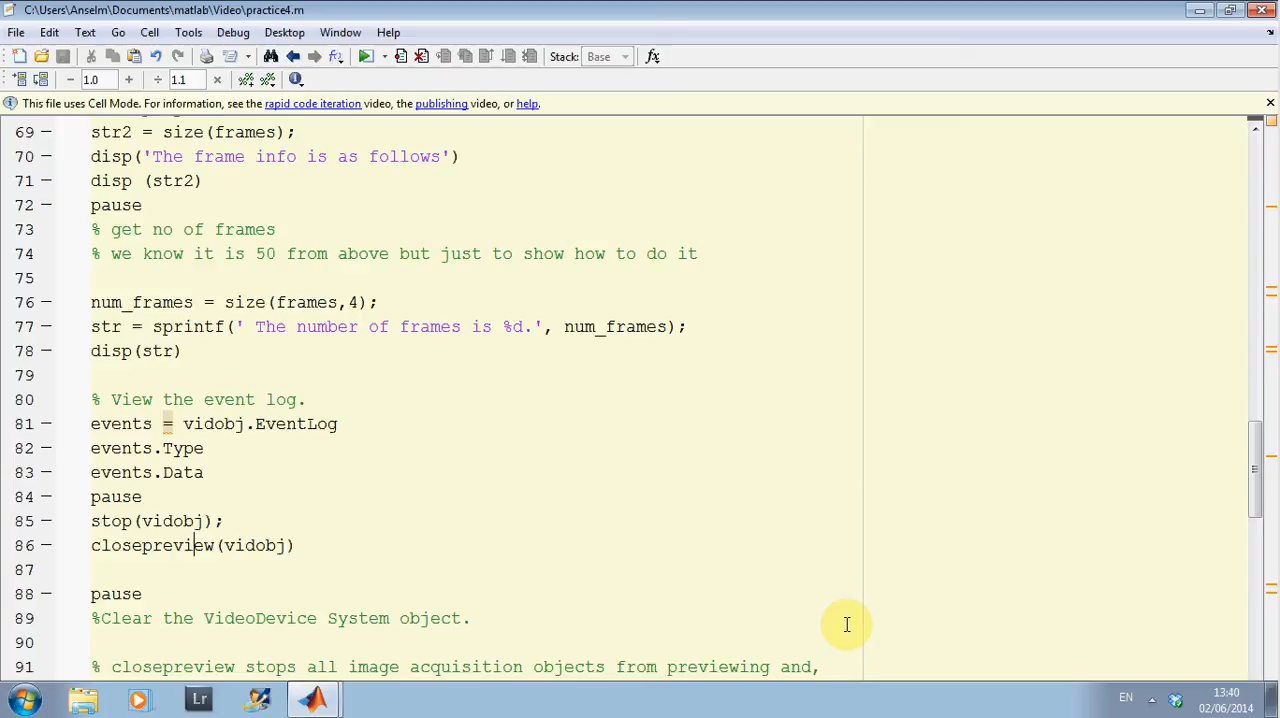 C:\Users\Anselm\Documents\matlab\Video\practice4.m
File Edit Text Go Cell Tools Debug Desktop Window Help
Stack: Base fx
− 1.0 + ÷ 1.1 ×
This file uses Cell Mode. For information, see the rapid code iteration video, the publishing video, or help.
69 − str2 = size(frames);
70 − disp('The frame info is as follows')
71 − disp (str2)
72 − pause
73 % get no of frames
74 % we know it is 50 from above but just to show how to do it
75
76 − num_frames = size(frames,4);
77 − str = sprintf(' The number of frames is %d.', num_frames);
78 − disp(str)
79
80 % View the event log.
81 − events = vidobj.EventLog
82 − events.Type
83 − events.Data
84 − pause
85 − stop(vidobj);
86 − closepreview(vidobj)
87
88 − pause
89 %Clear the VideoDevice System object.
90
91 % closepreview stops all image acquisition objects from previewing and,
Lr EN 13:40
02/06/2014